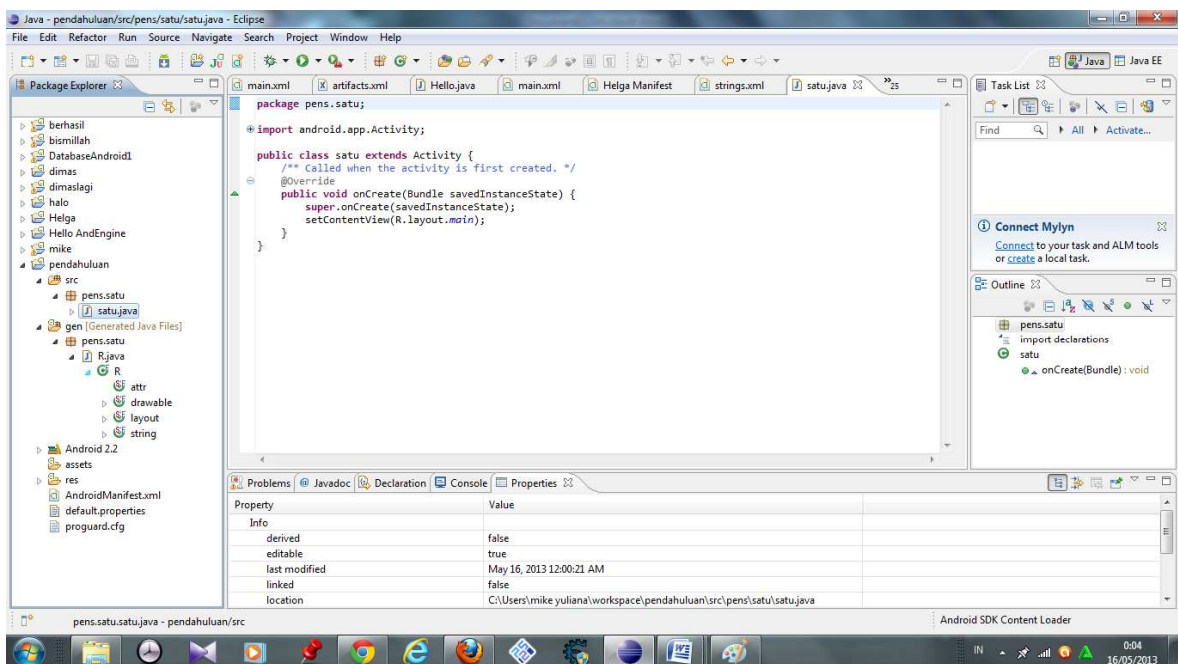 Java - pendahuluan/src/pens/satu/satu.java - Eclipse
File Edit Refactor Run Source Navigate Search Project Window Help
Java Java EE
Package Explorer
berhasil
bismillah
DatabaseAndroid1
dimas
dimaslagi
halo
Helga
Hello AndEngine
mike
pendahuluan
src
pens.satu
satu.java
gen [Generated Java Files]
pens.satu
R.java
R
attr
drawable
layout
string
Android 2.2
assets
res
AndroidManifest.xml
default.properties
proguard.cfg
main.xml artifacts.xml Hello.java main.xml Helga Manifest strings.xml satu.java »25
package pens.satu;
import android.app.Activity;
public class satu extends Activity {
/** Called when the activity is first created. */
@Override
public void onCreate(Bundle savedInstanceState) {
super.onCreate(savedInstanceState);
setContentView(R.layout.main);
}
}
Task List
Find All Activate...
Connect Mylyn
Connect to your task and ALM tools
or create a local task.
Outline
pens.satu
import declarations
satu
onCreate(Bundle) : void
Problems @ Javadoc Declaration Console Properties
Property Value
Info
derived false
editable true
last modified May 16, 2013 12:00:21 AM
linked false
location C:\Users\mike yuliana\workspace\pendahuluan\src\pens\satu\satu.java
pens.satu.satu.java - pendahuluan/src
Android SDK Content Loader
IN
0:04
16/05/2013